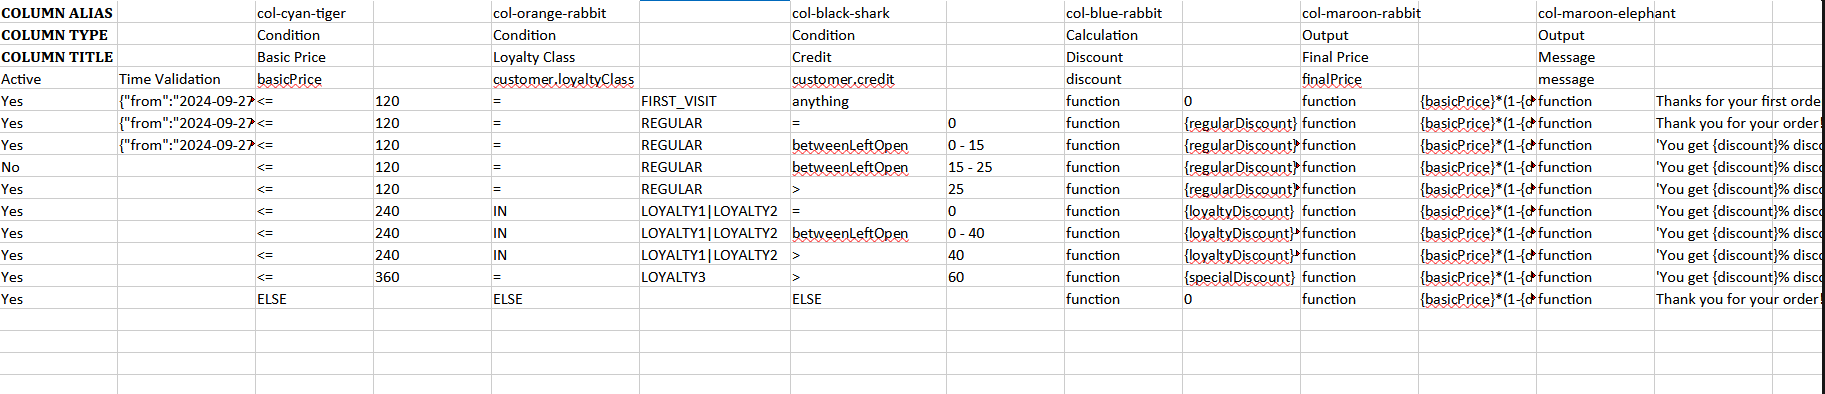 COLUMN ALIAS col-cyan-tiger col-orange-rabbit col-black-shark col-blue-rabbit col-maroon-rabbit col-maroon-elephant
COLUMN TYPE Condition Condition Condition Calculation Output Output
COLUMN TITLE Basic Price Loyalty Class Credit Discount Final Price Message
Active Time Validation basicPrice customer.loyaltyClass customer.credit discount finalPrice message
Yes {"from":"2024-09-27 <= 120 = FIRST_VISIT anything function 0 function {basicPrice}*(1-{d function Thanks for your first orde
Yes {"from":"2024-09-27 <= 120 = REGULAR = 0 function {regularDiscount} function {basicPrice}*(1-{d function Thank you for your order!
Yes {"from":"2024-09-27 <= 120 = REGULAR betweenLeftOpen 0 - 15 function {regularDiscount} function {basicPrice}*(1-{d function 'You get {discount}% disco
No <= 120 = REGULAR betweenLeftOpen 15 - 25 function {regularDiscount} function {basicPrice}*(1-{d function 'You get {discount}% disco
Yes <= 120 = REGULAR > 25 function {regularDiscount} function {basicPrice}*(1-{d function 'You get {discount}% disco
Yes <= 240 IN LOYALTY1|LOYALTY2 = 0 function {loyaltyDiscount} function {basicPrice}*(1-{d function 'You get {discount}% disco
Yes <= 240 IN LOYALTY1|LOYALTY2 betweenLeftOpen 0 - 40 function {loyaltyDiscount} function {basicPrice}*(1-{d function 'You get {discount}% disco
Yes <= 240 IN LOYALTY1|LOYALTY2 > 40 function {loyaltyDiscount} function {basicPrice}*(1-{d function 'You get {discount}% disco
Yes <= 360 = LOYALTY3 > 60 function {specialDiscount} function {basicPrice}*(1-{d function 'You get {discount}% disco
Yes ELSE ELSE ELSE function 0 function {basicPrice}*(1-{d function Thank you for your order!